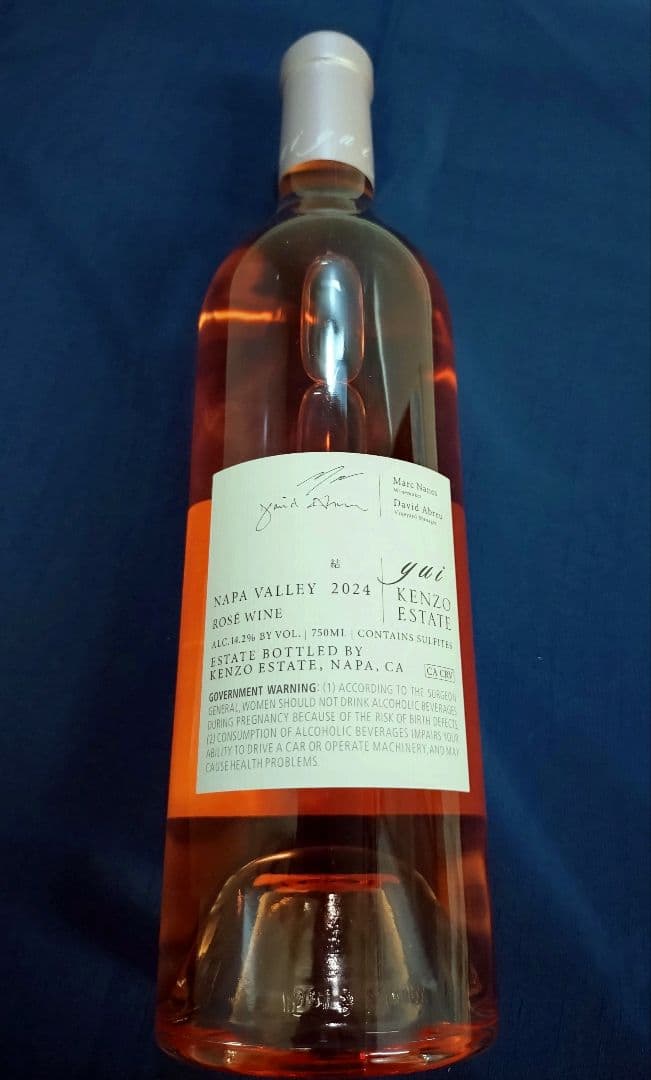 Marc Nanes
Winemaker
David Abreu
Vineyard Manager
結
yui
NAPA VALLEY 2024
KENZO
ESTATE
ROSÉ WINE
ALC. 14.2% BY VOL. | 750ML | CONTAINS SULFITES
ESTATE BOTTLED BY
KENZO ESTATE, NAPA, CA
CA CRV
GOVERNMENT WARNING: (1) ACCORDING TO THE SURGEON
GENERAL, WOMEN SHOULD NOT DRINK ALCOHOLIC BEVERAGES
DURING PREGNANCY BECAUSE OF THE RISK OF BIRTH DEFECTS.
(2) CONSUMPTION OF ALCOHOLIC BEVERAGES IMPAIRS YOUR
ABILITY TO DRIVE A CAR OR OPERATE MACHINERY, AND MAY
CAUSE HEALTH PROBLEMS.